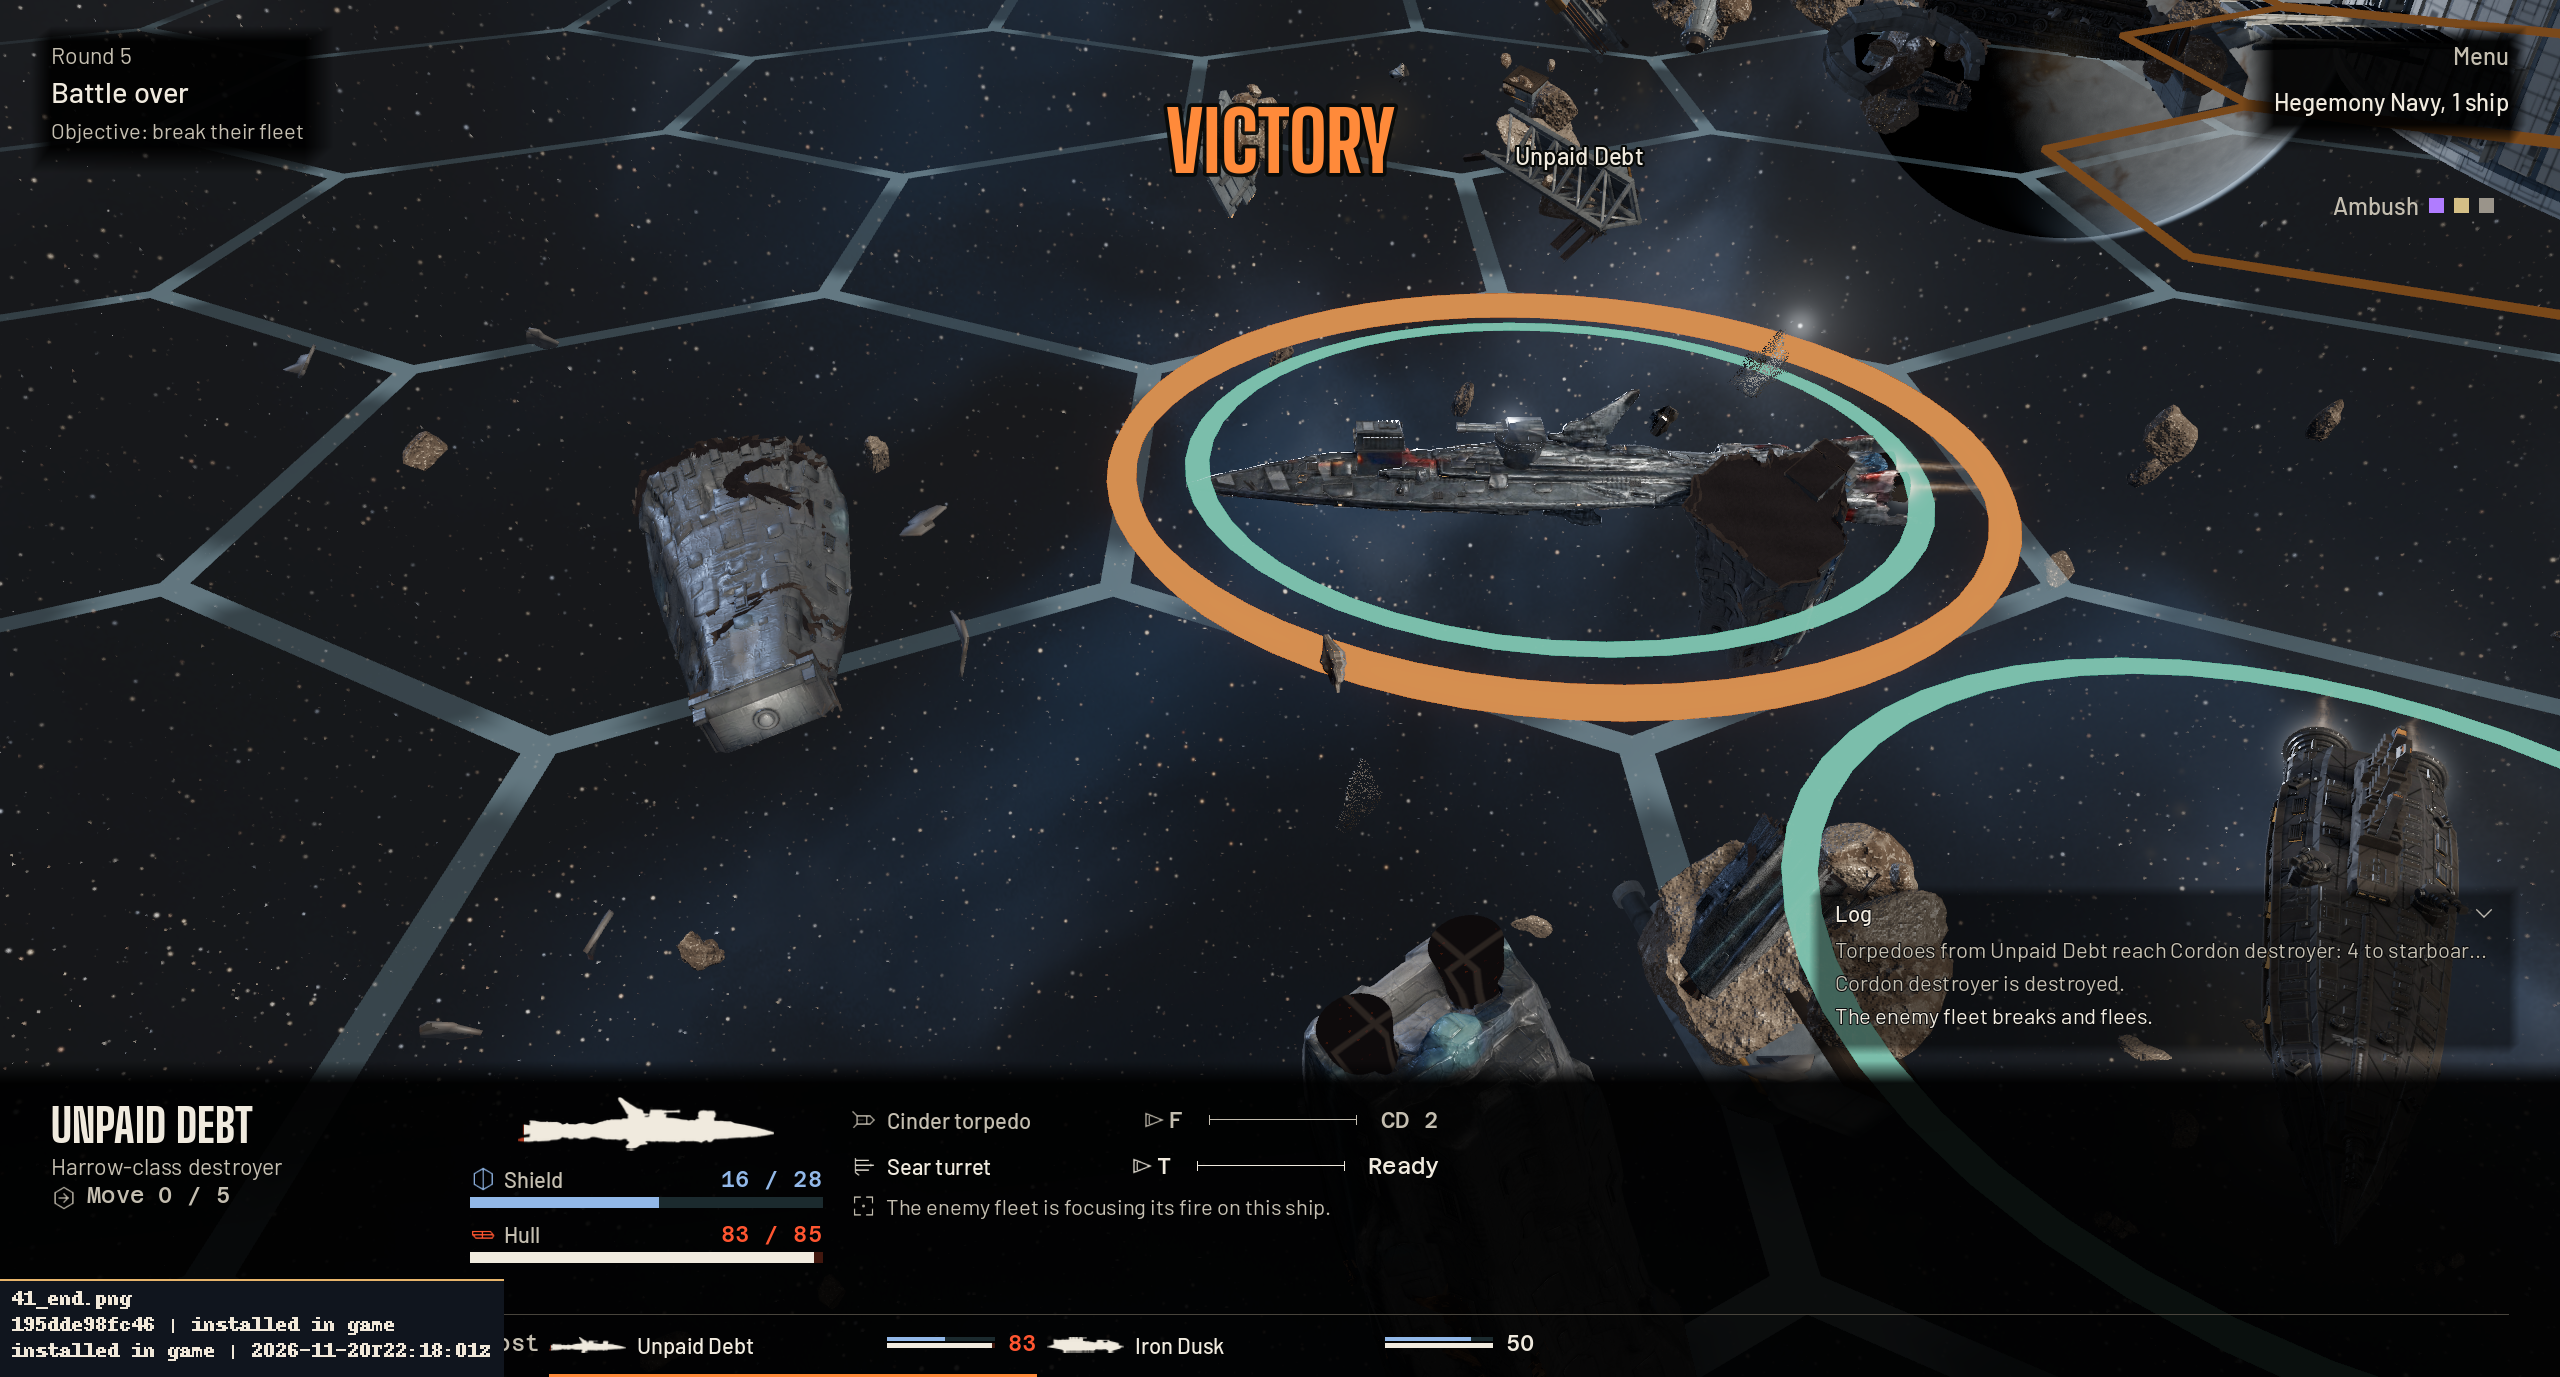 Round 5
Battle over
Objective: break their fleet
VICTORY
Unpaid Debt
Menu
Hegemony Navy, 1 ship
Ambush
Log
Torpedoes from Unpaid Debt reach Cordon destroyer: 4 to starboar...
Cordon destroyer is destroyed.
The enemy fleet breaks and flees.
UNPAID DEBT
Harrow-class destroyer
Move 0 / 5
Shield 16 / 28
Hull 83 / 85
Cinder torpedo F CD 2
Sear turret T Ready
The enemy fleet is focusing its fire on this ship.
41_end.png
195dde98fc46 | installed in game
installed in game | 2026-11-20T22:18:01Z
ost Unpaid Debt 83 Iron Dusk 50